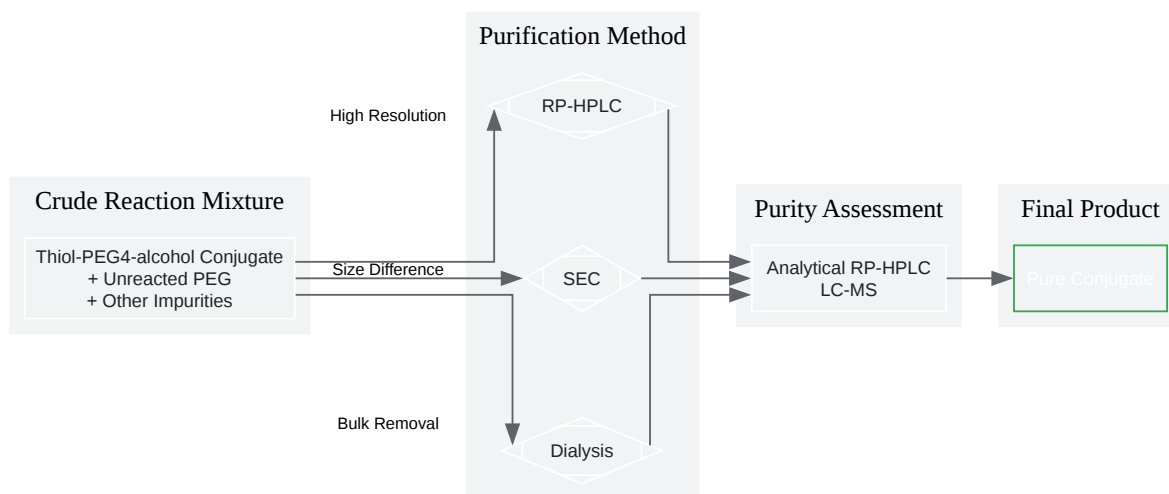 Purification Method
RP-HPLC
High Resolution
Crude Reaction Mixture
Thiol-PEG4-alcohol Conjugate
+ Unreacted PEG
+ Other Impurities
Size Difference
SEC
Purity Assessment
Analytical RP-HPLC
LC-MS
Final Product
Pure Conjugate
Bulk Removal
Dialysis